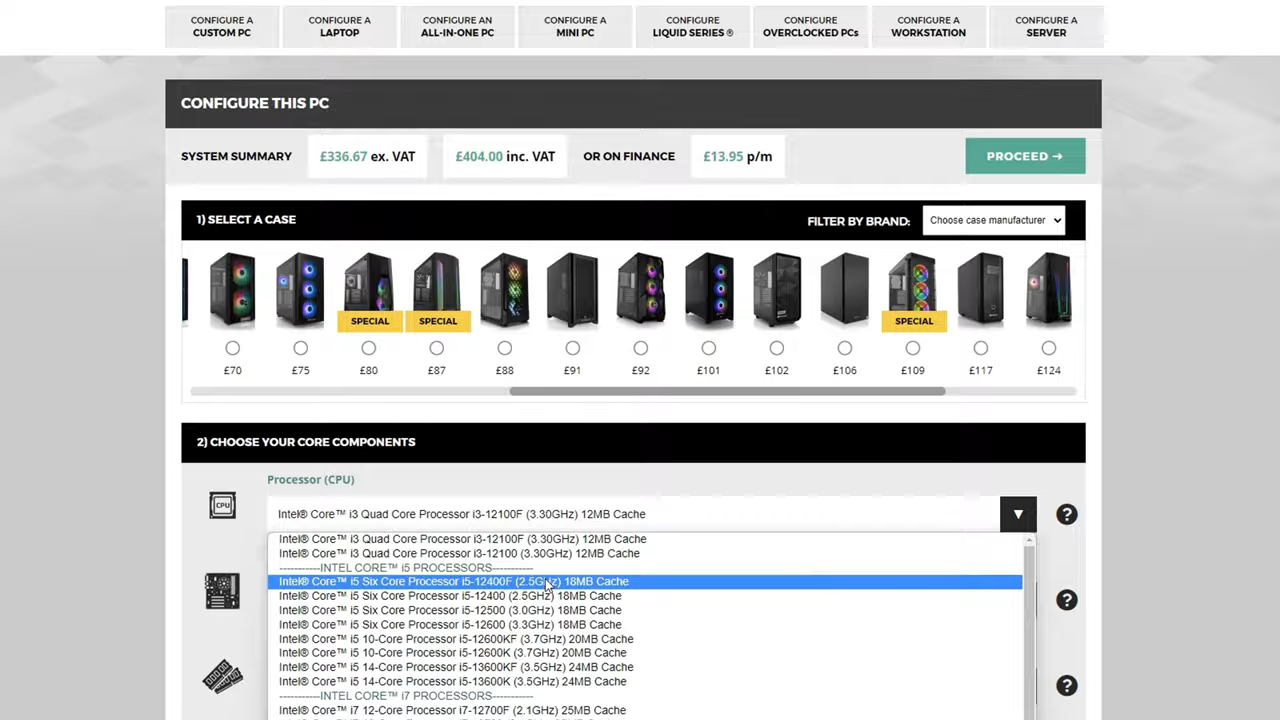 CONFIGURE A
CUSTOM PC
CONFIGURE A
LAPTOP
CONFIGURE AN
ALL-IN-ONE PC
CONFIGURE A
MINI PC
CONFIGURE
LIQUID SERIES ®
CONFIGURE
OVERCLOCKED PCs
CONFIGURE A
WORKSTATION
CONFIGURE A
SERVER
CONFIGURE THIS PC
SYSTEM SUMMARY £336.67 ex. VAT £404.00 inc. VAT OR ON FINANCE £13.95 p/m PROCEED →
1) SELECT A CASE FILTER BY BRAND: Choose case manufacturer
SPECIAL SPECIAL SPECIAL
£70 £75 £80 £87 £88 £91 £92 £101 £102 £106 £109 £117 £124
2) CHOOSE YOUR CORE COMPONENTS
Processor (CPU)
CPU
Intel® Core™ i3 Quad Core Processor i3-12100F (3.30GHz) 12MB Cache ?
Intel® Core™ i3 Quad Core Processor i3-12100F (3.30GHz) 12MB Cache
Intel® Core™ i3 Quad Core Processor i3-12100 (3.30GHz) 12MB Cache
-----------INTEL CORE™ i5 PROCESSORS-----------
Intel® Core™ i5 Six Core Processor i5-12400F (2.5GHz) 18MB Cache
Intel® Core™ i5 Six Core Processor i5-12400 (2.5GHz) 18MB Cache ?
Intel® Core™ i5 Six Core Processor i5-12500 (3.0GHz) 18MB Cache
Intel® Core™ i5 Six Core Processor i5-12600 (3.3GHz) 18MB Cache
Intel® Core™ i5 10-Core Processor i5-12600KF (3.7GHz) 20MB Cache
Intel® Core™ i5 10-Core Processor i5-12600K (3.7GHz) 20MB Cache
Intel® Core™ i5 14-Core Processor i5-13600KF (3.5GHz) 24MB Cache
Intel® Core™ i5 14-Core Processor i5-13600K (3.5GHz) 24MB Cache ?
-----------INTEL CORE™ i7 PROCESSORS-----------
Intel® Core™ i7 12-Core Processor i7-12700F (2.1GHz) 25MB Cache